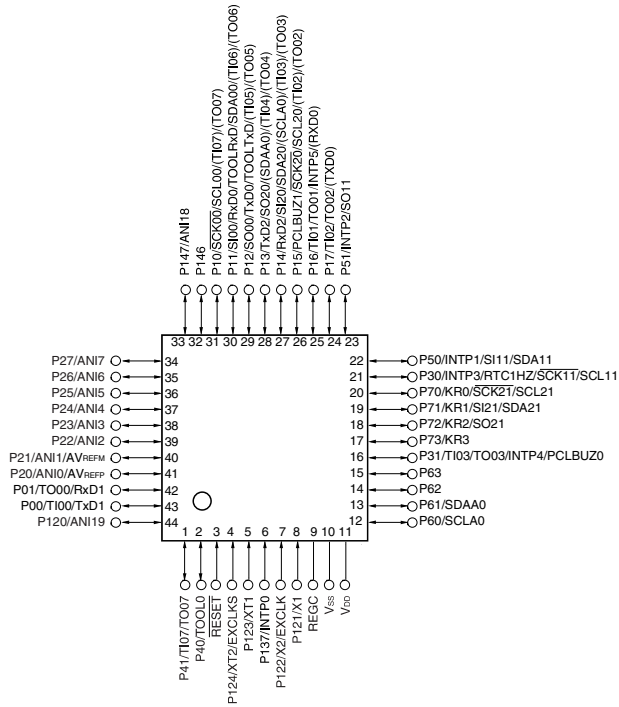 P147/ANI18
P146
P10/SCK00/SCL00/(TI07)/(TO07)
P11/SI00/RxD0/TOOLRxD/SDA00/(TI06)/(TO06)
P12/SO00/TxD0/TOOLTxD/(TI05)/(TO05)
P13/TxD2/SO20/(SDAA0)/(TI04)/(TO04)
P14/RxD2/SI20/SDA20/(SCLA0)/(TI03)/(TO03)
P15/PCLBUZ1/SCK20/SCL20/(TI02)/(TO02)
P16/TI01/TO01/INTP5/(RXD0)
P17/TI02/TO02/(TXD0)
P51/INTP2/SO11
33 32 31 30 29 28 27 26 25 24 23
P27/ANI7 34
P26/ANI6 35
P25/ANI5 36
P24/ANI4 37
P23/ANI3 38
P22/ANI2 39
P21/ANI1/AVREFM 40
P20/ANI0/AVREFP 41
P01/TO00/RxD1 42
P00/TI00/TxD1 43
P120/ANI19 44
22 P50/INTP1/SI11/SDA11
21 P30/INTP3/RTC1HZ/SCK11/SCL11
20 P70/KR0/SCK21/SCL21
19 P71/KR1/SI21/SDA21
18 P72/KR2/SO21
17 P73/KR3
16 P31/TI03/TO03/INTP4/PCLBUZ0
15 P63
14 P62
13 P61/SDAA0
12 P60/SCLA0
1 2 3 4 5 6 7 8 9 10 11
P41/TI07/TO07
P40/TOOL0
RESET
P124/XT2/EXCLKS
P123/XT1
P137/INTP0
P122/X2/EXCLK
P121/X1
REGC
VSS
VDD